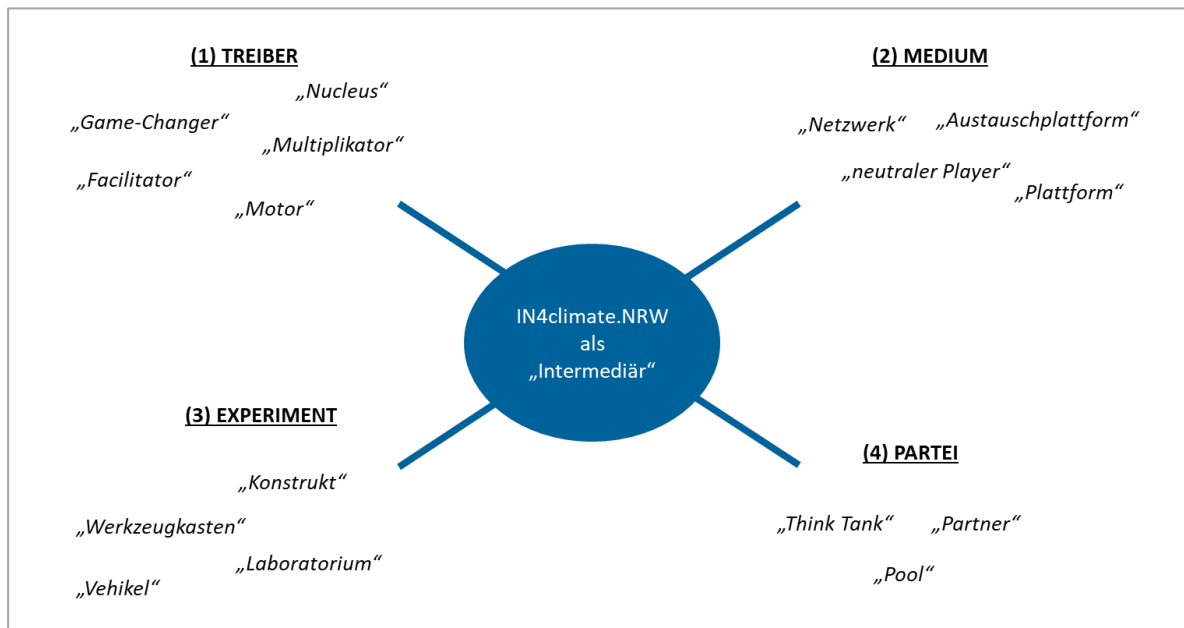 (1) TREIBER
„Nucleus“
„Game-Changer“
„Multiplikator“
„Facilitator“
„Motor“
(2) MEDIUM
„Netzwerk“
„Austauschplattform“
„neutraler Player“
„Plattform“
IN4climate.NRW
als
„Intermediär“
(3) EXPERIMENT
„Konstrukt“
„Werkzeugkasten“
„Laboratorium“
„Vehikel“
(4) PARTEI
„Think Tank“
„Partner“
„Pool“